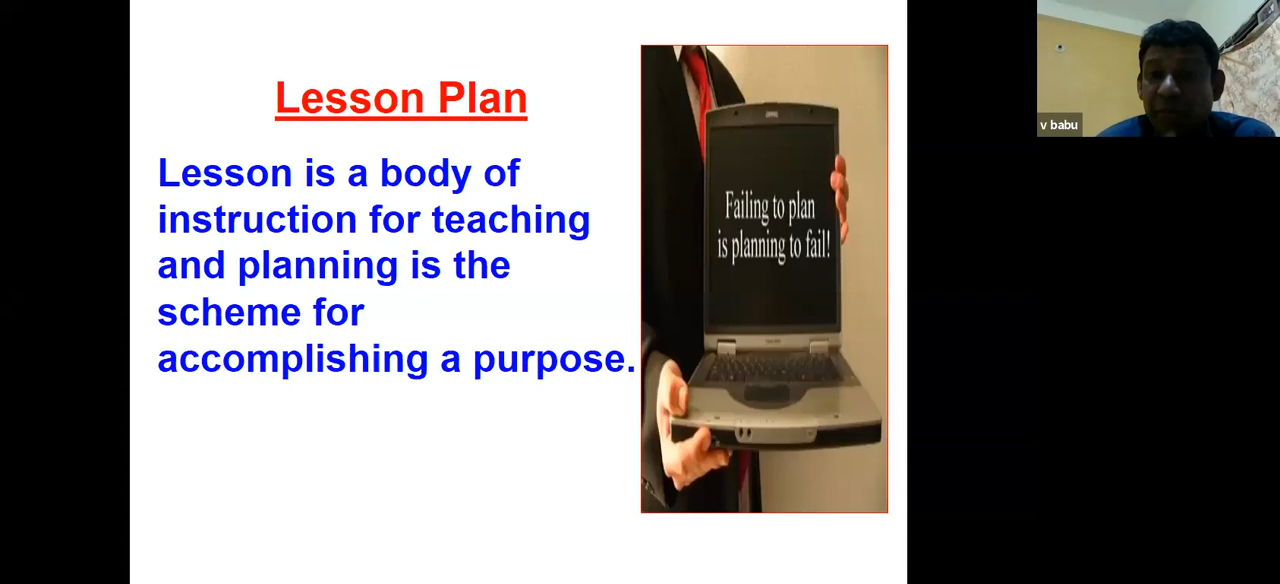 Lesson Plan
Lesson is a body of
instruction for teaching
and planning is the
scheme for
accomplishing a purpose.
Failing to plan
is planning to fail!
v babu